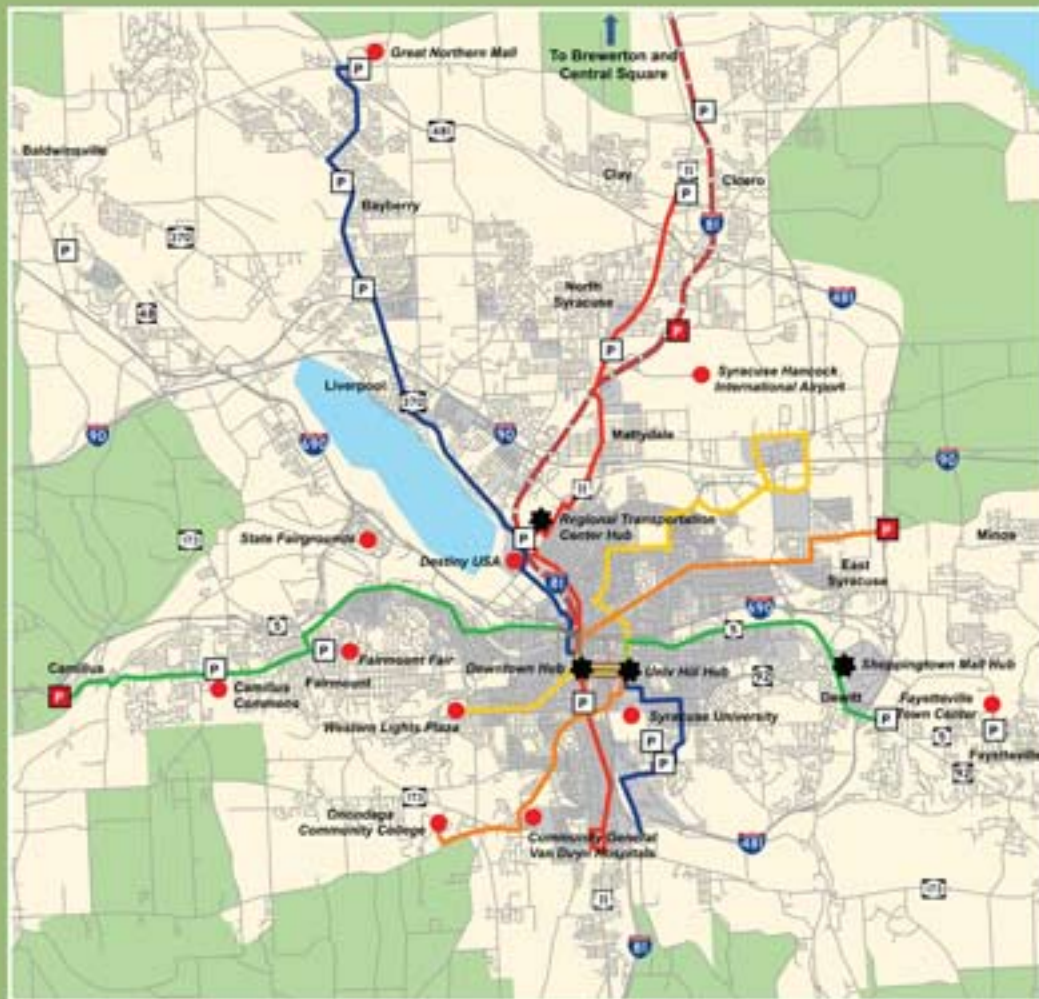 Great Northern Mall
To Brewerton and
Central Square
P
P
481
Baldwinsville
Clay
11
Cicero
P
P
Bayberry
81
370
P
48
P
North
Syracuse
481
P
P
Syracuse Hancock
International Airport
Liverpool
370
90
690
90
Mattydale
90
11
Regional Transportation
Center Hub
P
P
State Fairgrounds
Destiny USA
Minoa
East
Syracuse
81
690
5
5
Camillus
P
P
P
Fairmount Fair
Fairmount
Camillus
Commons
Downtown Hub
Univ Hill Hub
92
Shoppingtown Mall Hub
Dewitt
Fayetteville
Town Center
P
Western Lights Plaza
Syracuse University
P
P
5
P
Fayetteville
92
P
173
Onondaga
Community College
Community General
Van Duyn Hospitals
P
481
11
81